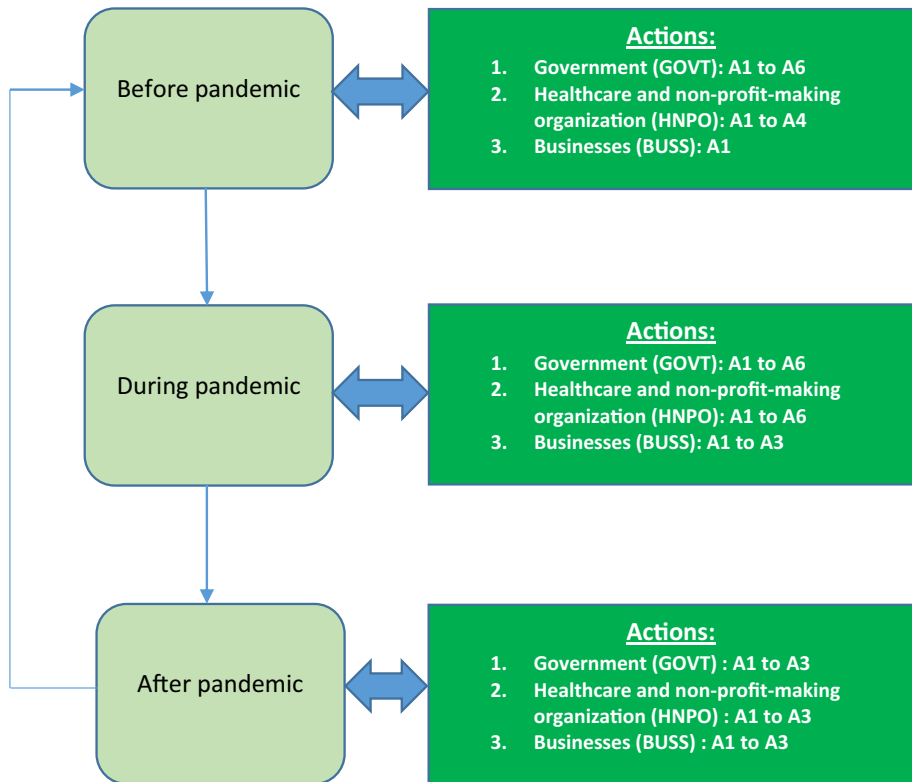 Before pandemic
Actions:
1. Government (GOVT): A1 to A6
2. Healthcare and non-profit-making
organization (HNPO): A1 to A4
3. Businesses (BUSS): A1
During pandemic
Actions:
1. Government (GOVT): A1 to A6
2. Healthcare and non-profit-making
organization (HNPO): A1 to A6
3. Businesses (BUSS): A1 to A3
After pandemic
Actions:
1. Government (GOVT) : A1 to A3
2. Healthcare and non-profit-making
organization (HNPO) : A1 to A3
3. Businesses (BUSS) : A1 to A3